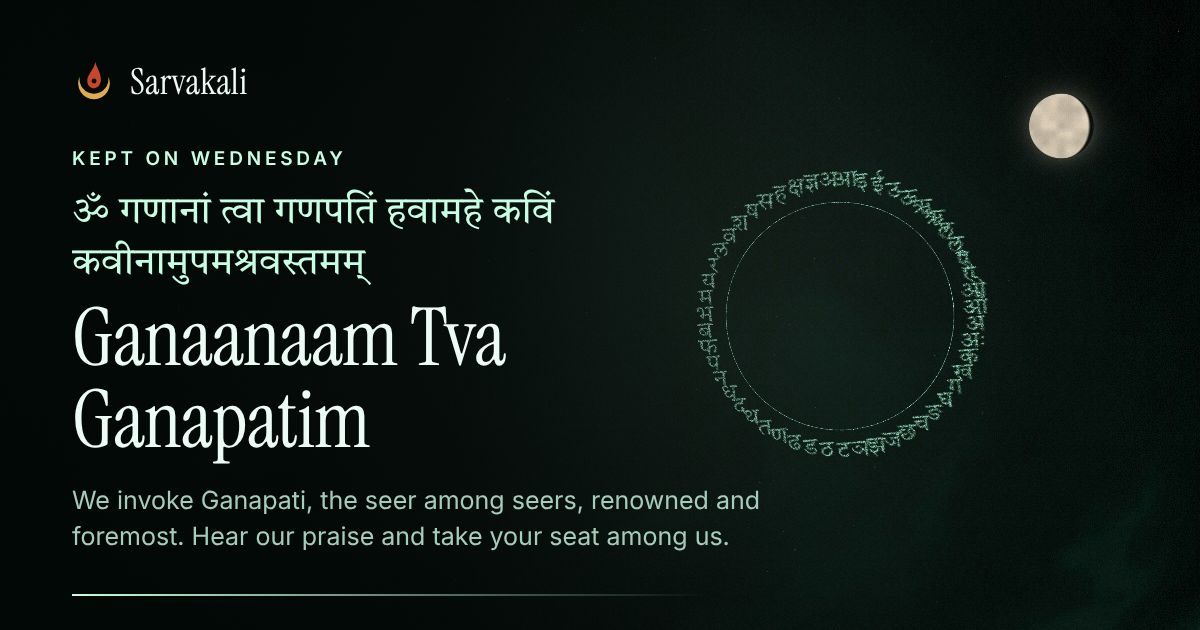 Sarvakali
KEPT ON WEDNESDAY
ॐ गणानां त्वा गणपतिं हवामहे कविं
कवीनामुपमश्रवस्तमम्
Ganaanaam Tva
Ganapatim
We invoke Ganapati, the seer among seers, renowned and
foremost. Hear our praise and take your seat among us.